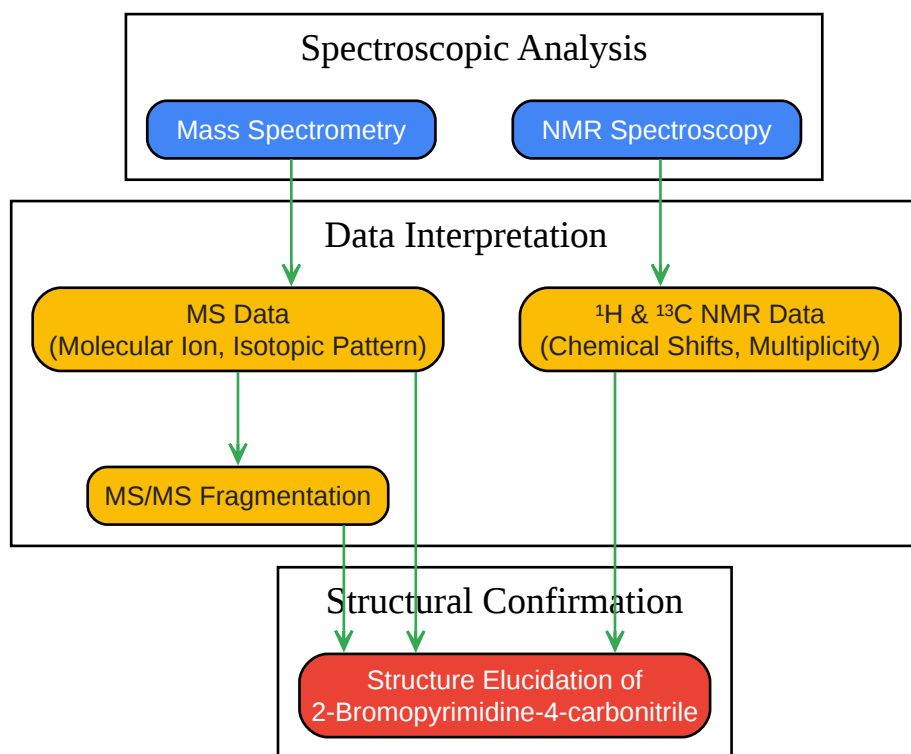 Spectroscopic Analysis
Mass Spectrometry
NMR Spectroscopy
Data Interpretation
MS Data
(Molecular Ion, Isotopic Pattern)
¹H & ¹³C NMR Data
(Chemical Shifts, Multiplicity)
MS/MS Fragmentation
Structural Confirmation
Structure Elucidation of
2-Bromopyrimidine-4-carbonitrile